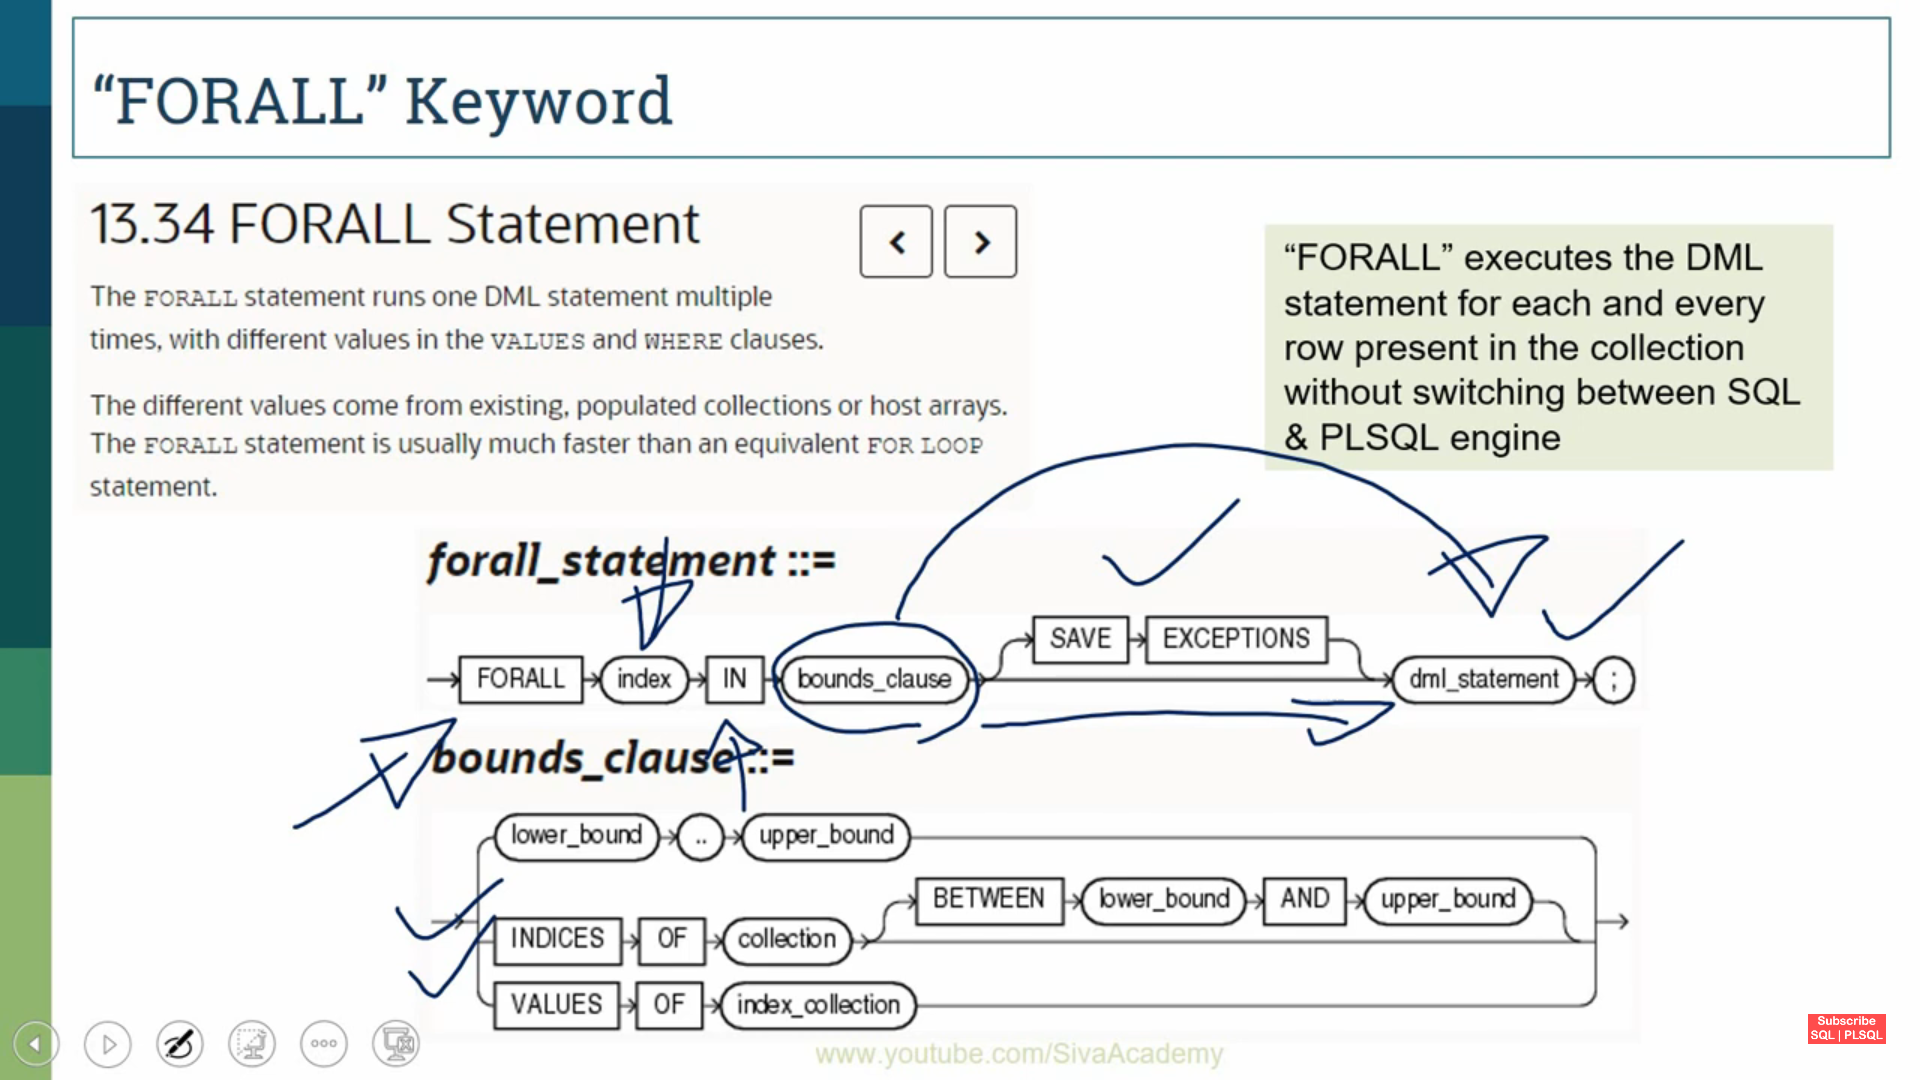 “FORALL” Keyword
13.34 FORALL Statement
The FORALL statement runs one DML statement multiple
times, with different values in the VALUES and WHERE clauses.
The different values come from existing, populated collections or host arrays.
The FORALL statement is usually much faster than an equivalent FOR LOOP
statement.
“FORALL” executes the DML
statement for each and every
row present in the collection
without switching between SQL
& PLSQL engine
forall_statement ::=
FORALL index IN bounds_clause SAVE EXCEPTIONS dml_statement ;
bounds_clause ::=
lower_bound .. upper_bound
INDICES OF collection BETWEEN lower_bound AND upper_bound
VALUES OF index_collection
www.youtube.com/SivaAcademy
Subscribe
SQL | PLSQL